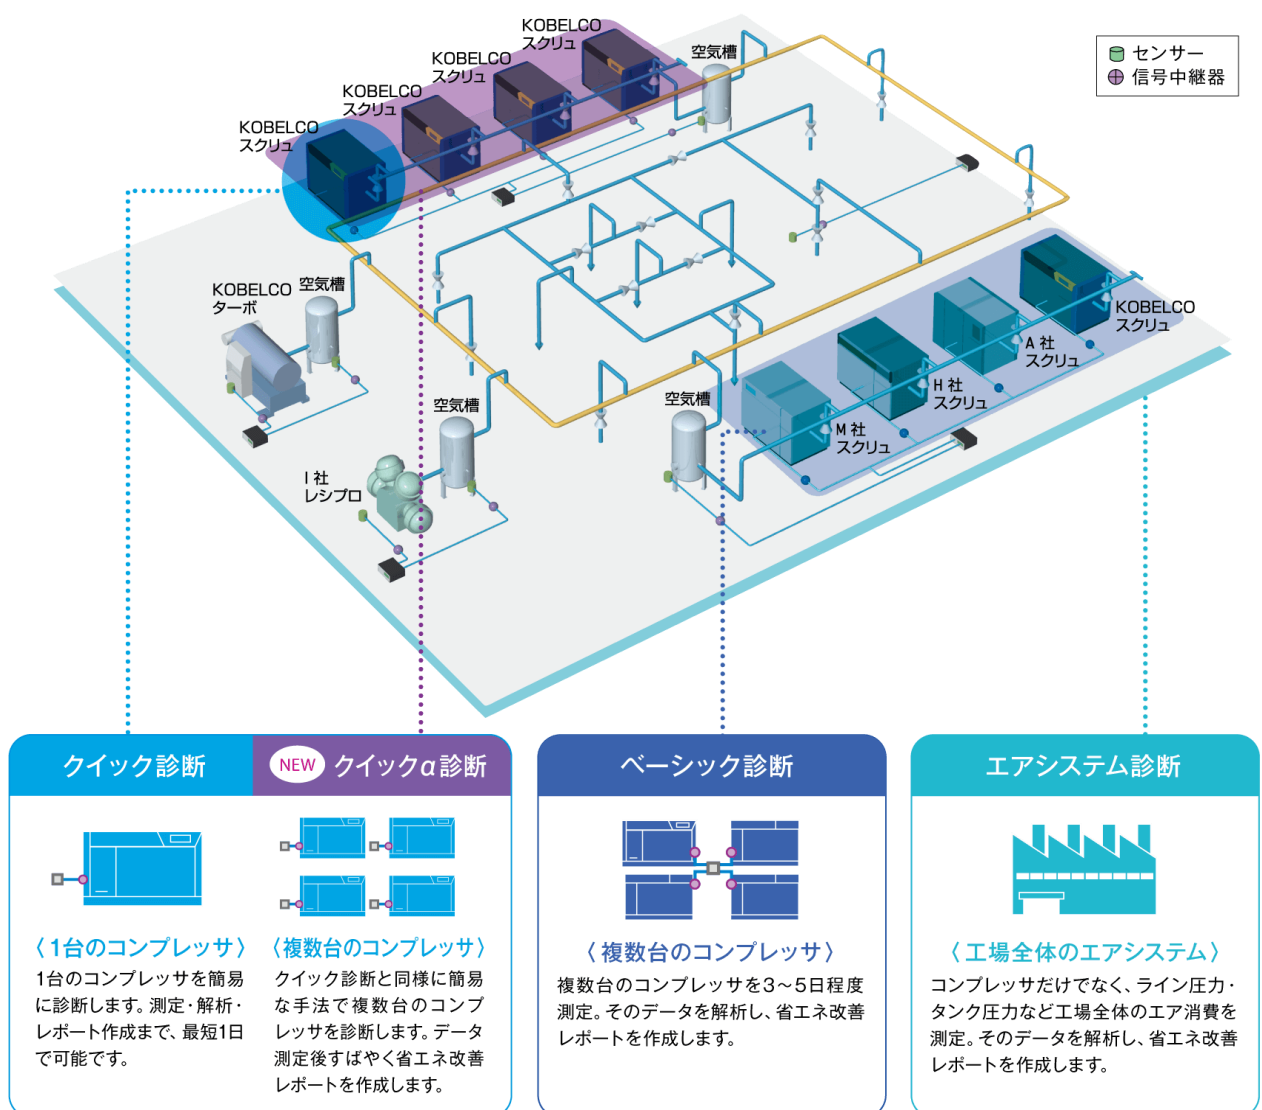 KOBELCO
スクリュ
KOBELCO
スクリュ
KOBELCO
スクリュ
KOBELCO
スクリュ
空気槽
センサー
信号中継器
KOBELCO
ターボ
空気槽
KOBELCO
スクリュ
A社
スクリュ
H社
スクリュ
M社
スクリュ
空気槽
空気槽
I社
レシプロ
クイック診断
NEW クイックα診断
ベーシック診断
エアシステム診断
〈1台のコンプレッサ〉
1台のコンプレッサを簡易
に診断します。測定・解析・
レポート作成まで、最短1日
で可能です。
〈複数台のコンプレッサ〉
クイック診断と同様に簡易
な手法で複数台のコンプ
レッサを診断します。データ
測定後すばやく省エネ改善
レポートを作成します。
〈複数台のコンプレッサ〉
複数台のコンプレッサを3〜5日程度
測定。そのデータを解析し、省エネ改善
レポートを作成します。
〈工場全体のエアシステム〉
コンプレッサだけでなく、ライン圧力・
タンク圧力など工場全体のエア消費を
測定。そのデータを解析し、省エネ改善
レポートを作成します。